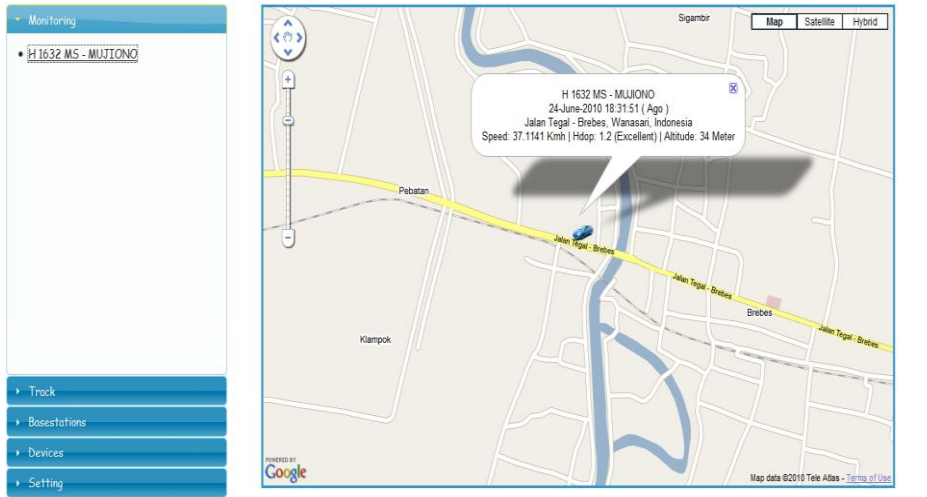 Monitoring
H 1632 MS - MUJIONO
Track
Basestations
Devices
Setting
Sigambir
Map
Satellite
Hybrid
H 1632 MS - MUJIONO
24-June-2010 18:31:51 ( Ago )
Jalan Tegal - Brebes, Wanasari, Indonesia
Speed: 37.1141 Kmh | Hdop: 1.2 (Excellent) | Altitude: 34 Meter
Pebatan
Jalan Tegal - Brebes
Jalan Tegal - Brebes
Brebes
Jalan Tegal - Brebes
Klampok
POWERED BY
Google
Map data ©2010 Tele Atlas - Terms of Use